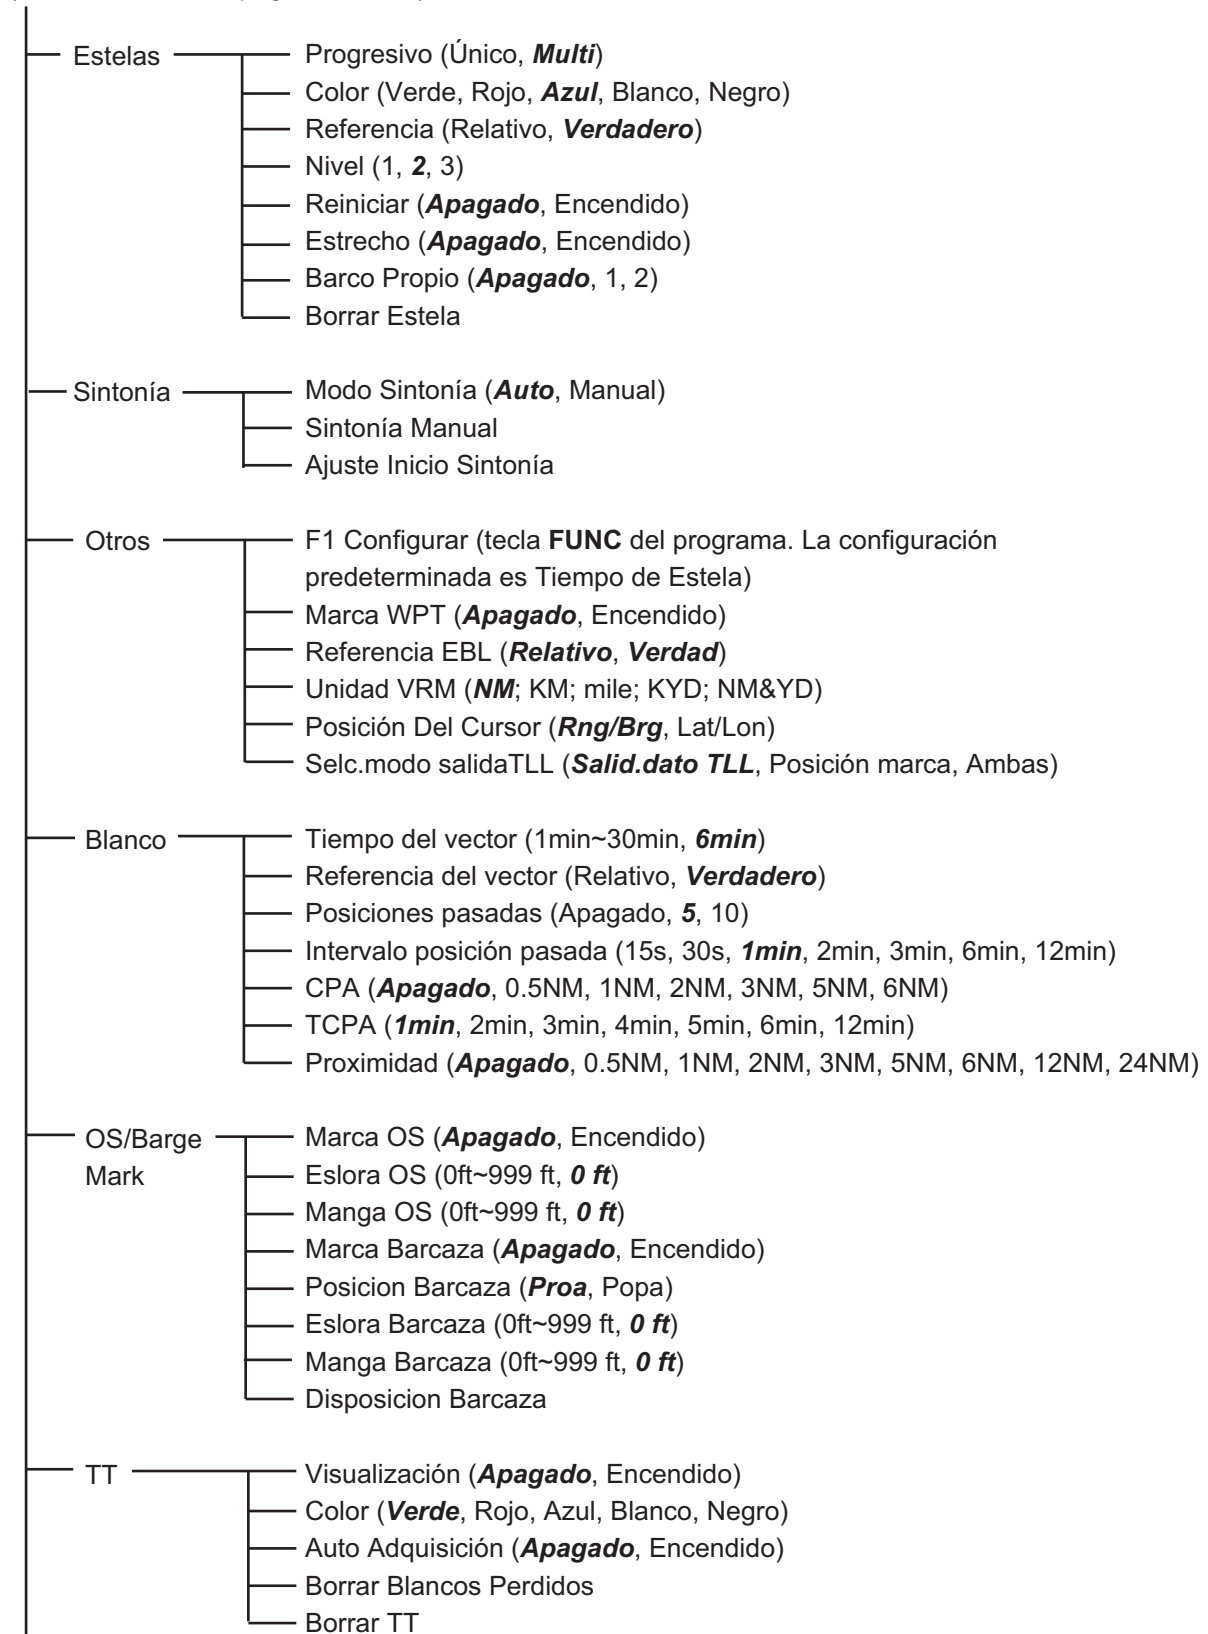 Estelas
Progresivo (Único, Multi)
Color (Verde, Rojo, Azul, Blanco, Negro)
Referencia (Relativo, Verdadero)
Nivel (1, 2, 3)
Reiniciar (Apagado, Encendido)
Estrecho (Apagado, Encendido)
Barco Propio (Apagado, 1, 2)
Borrar Estela
Sintonía
Modo Sintonía (Auto, Manual)
Sintonía Manual
Ajuste Inicio Sintonía
Otros
F1 Configurar (tecla FUNC del programa. La configuración
predeterminada es Tiempo de Estela)
Marca WPT (Apagado, Encendido)
Referencia EBL (Relativo, Verdad)
Unidad VRM (NM; KM; mile; KYD; NM&YD)
Posición Del Cursor (Rng/Brg, Lat/Lon)
Selc.modo salidaTLL (Salid.dato TLL, Posición marca, Ambas)
Blanco
Tiempo del vector (1min~30min, 6min)
Referencia del vector (Relativo, Verdadero)
Posiciones pasadas (Apagado, 5, 10)
Intervalo posición pasada (15s, 30s, 1min, 2min, 3min, 6min, 12min)
CPA (Apagado, 0.5NM, 1NM, 2NM, 3NM, 5NM, 6NM)
TCPA (1min, 2min, 3min, 4min, 5min, 6min, 12min)
Proximidad (Apagado, 0.5NM, 1NM, 2NM, 3NM, 5NM, 6NM, 12NM, 24NM)
OS/Barge
Mark
Marca OS (Apagado, Encendido)
Eslora OS (0ft~999 ft, 0 ft)
Manga OS (0ft~999 ft, 0 ft)
Marca Barcaza (Apagado, Encendido)
Posicion Barcaza (Proa, Popa)
Eslora Barcaza (0ft~999 ft, 0 ft)
Manga Barcaza (0ft~999 ft, 0 ft)
Disposicion Barcaza
TT
Visualización (Apagado, Encendido)
Color (Verde, Rojo, Azul, Blanco, Negro)
Auto Adquisición (Apagado, Encendido)
Borrar Blancos Perdidos
Borrar TT